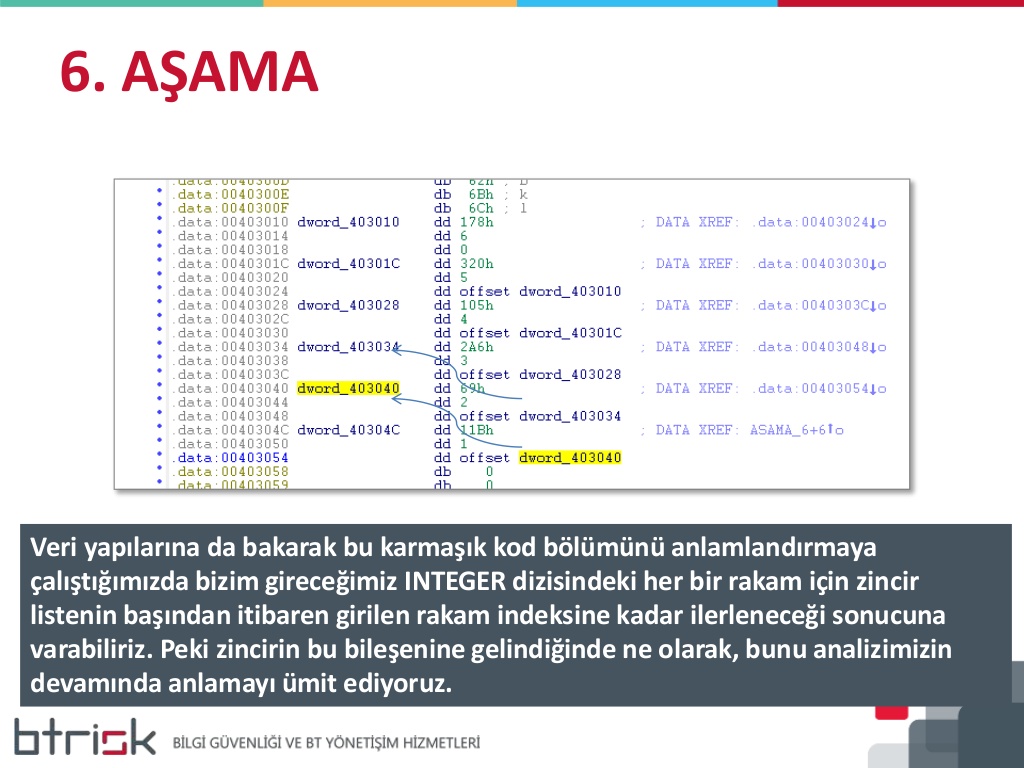 6. AŞAMA
.data:0040300D db 62h ; b
.data:0040300E db 6Bh ; k
.data:0040300F db 6Ch ; l
.data:00403010 dword_403010 dd 178h ; DATA XREF: .data:00403024↓o
.data:00403014 dd 6
.data:00403018 dd 0
.data:0040301C dword_40301C dd 320h ; DATA XREF: .data:00403030↓o
.data:00403020 dd 5
.data:00403024 dd offset dword_403010
.data:00403028 dword_403028 dd 105h ; DATA XREF: .data:0040303C↓o
.data:0040302C dd 4
.data:00403030 dd offset dword_40301C
.data:00403034 dword_403034 dd 2A6h ; DATA XREF: .data:00403048↓o
.data:00403038 dd 3
.data:0040303C dd offset dword_403028
.data:00403040 dword_403040 dd 69h ; DATA XREF: .data:00403054↓o
.data:00403044 dd 2
.data:00403048 dd offset dword_403034
.data:0040304C dword_40304C dd 11Bh ; DATA XREF: ASAMA_6+6↑o
.data:00403050 dd 1
.data:00403054 dd offset dword_403040
.data:00403058 db 0
.data:00403059 db 0
Veri yapılarına da bakarak bu karmaşık kod bölümünü anlamlandırmaya
çalıştığımızda bizim gireceğimiz INTEGER dizisindeki her bir rakam için zincir
listenin başından itibaren girilen rakam indeksine kadar ilerleneceği sonucuna
varabiliriz. Peki zincirin bu bileşenine gelindiğinde ne olarak, bunu analizimizin
devamında anlamayı ümit ediyoruz.
btrisk BİLGİ GÜVENLİĞİ VE BT YÖNETİŞİM HİZMETLERİ